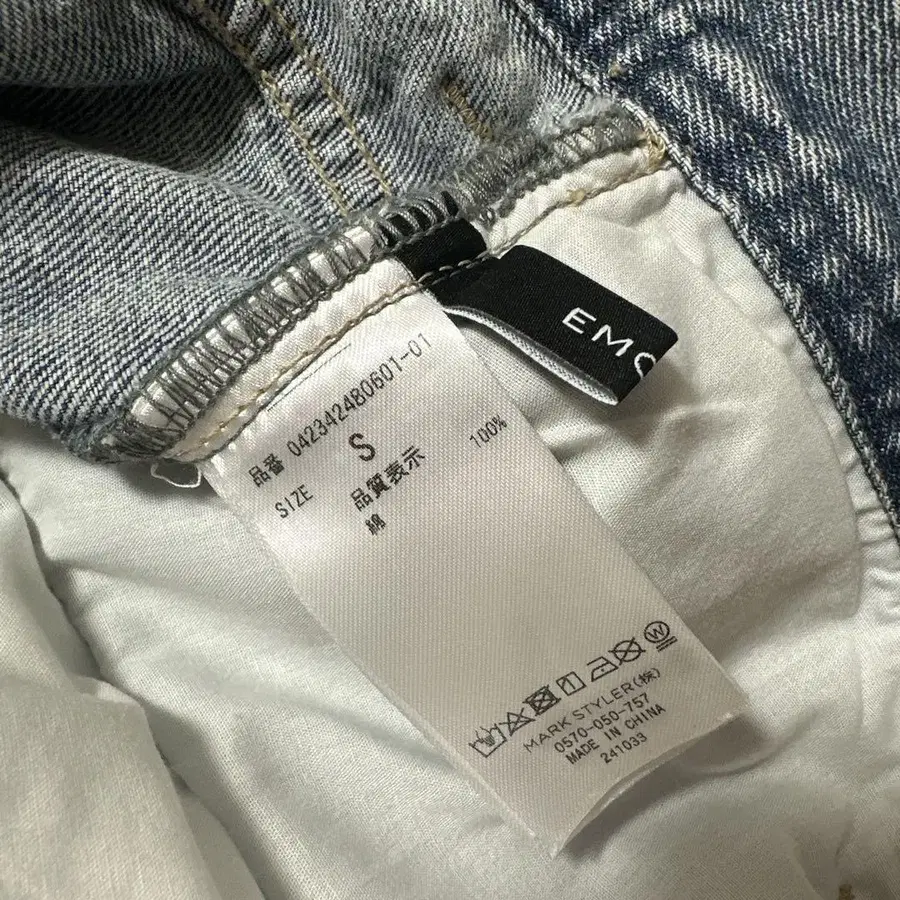 EMO
品番 042342480601-01
SIZE S
品質表示
綿 100%
MARK STYLER(株)
0570-050-757
MADE IN CHINA
241033